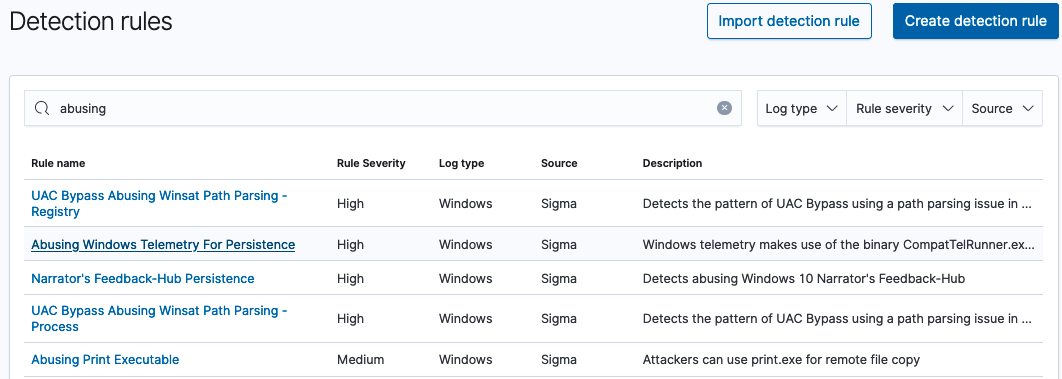 Detection rules
Import detection rule
Create detection rule
abusing
Log type
Rule severity
Source
Rule name Rule Severity Log type Source Description
UAC Bypass Abusing Winsat Path Parsing -
Registry
High Windows Sigma Detects the pattern of UAC Bypass using a path parsing issue in ...
Abusing Windows Telemetry For Persistence High Windows Sigma Windows telemetry makes use of the binary CompatTelRunner.ex...
Narrator's Feedback-Hub Persistence High Windows Sigma Detects abusing Windows 10 Narrator's Feedback-Hub
UAC Bypass Abusing Winsat Path Parsing -
Process
High Windows Sigma Detects the pattern of UAC Bypass using a path parsing issue in ...
Abusing Print Executable Medium Windows Sigma Attackers can use print.exe for remote file copy